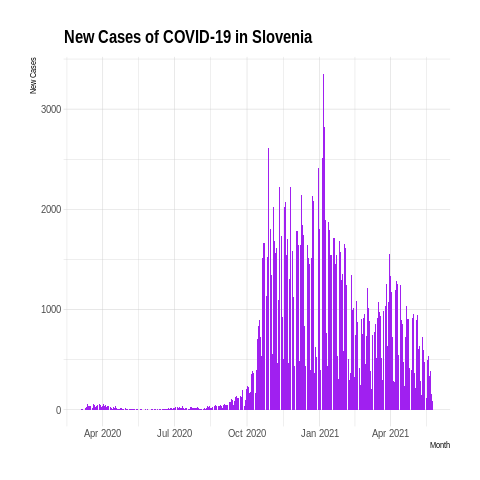 New Cases of COVID-19 in Slovenia
New Cases
3000
2000
1000
0
Apr 2020 Jul 2020 Oct 2020 Jan 2021 Apr 2021
Month